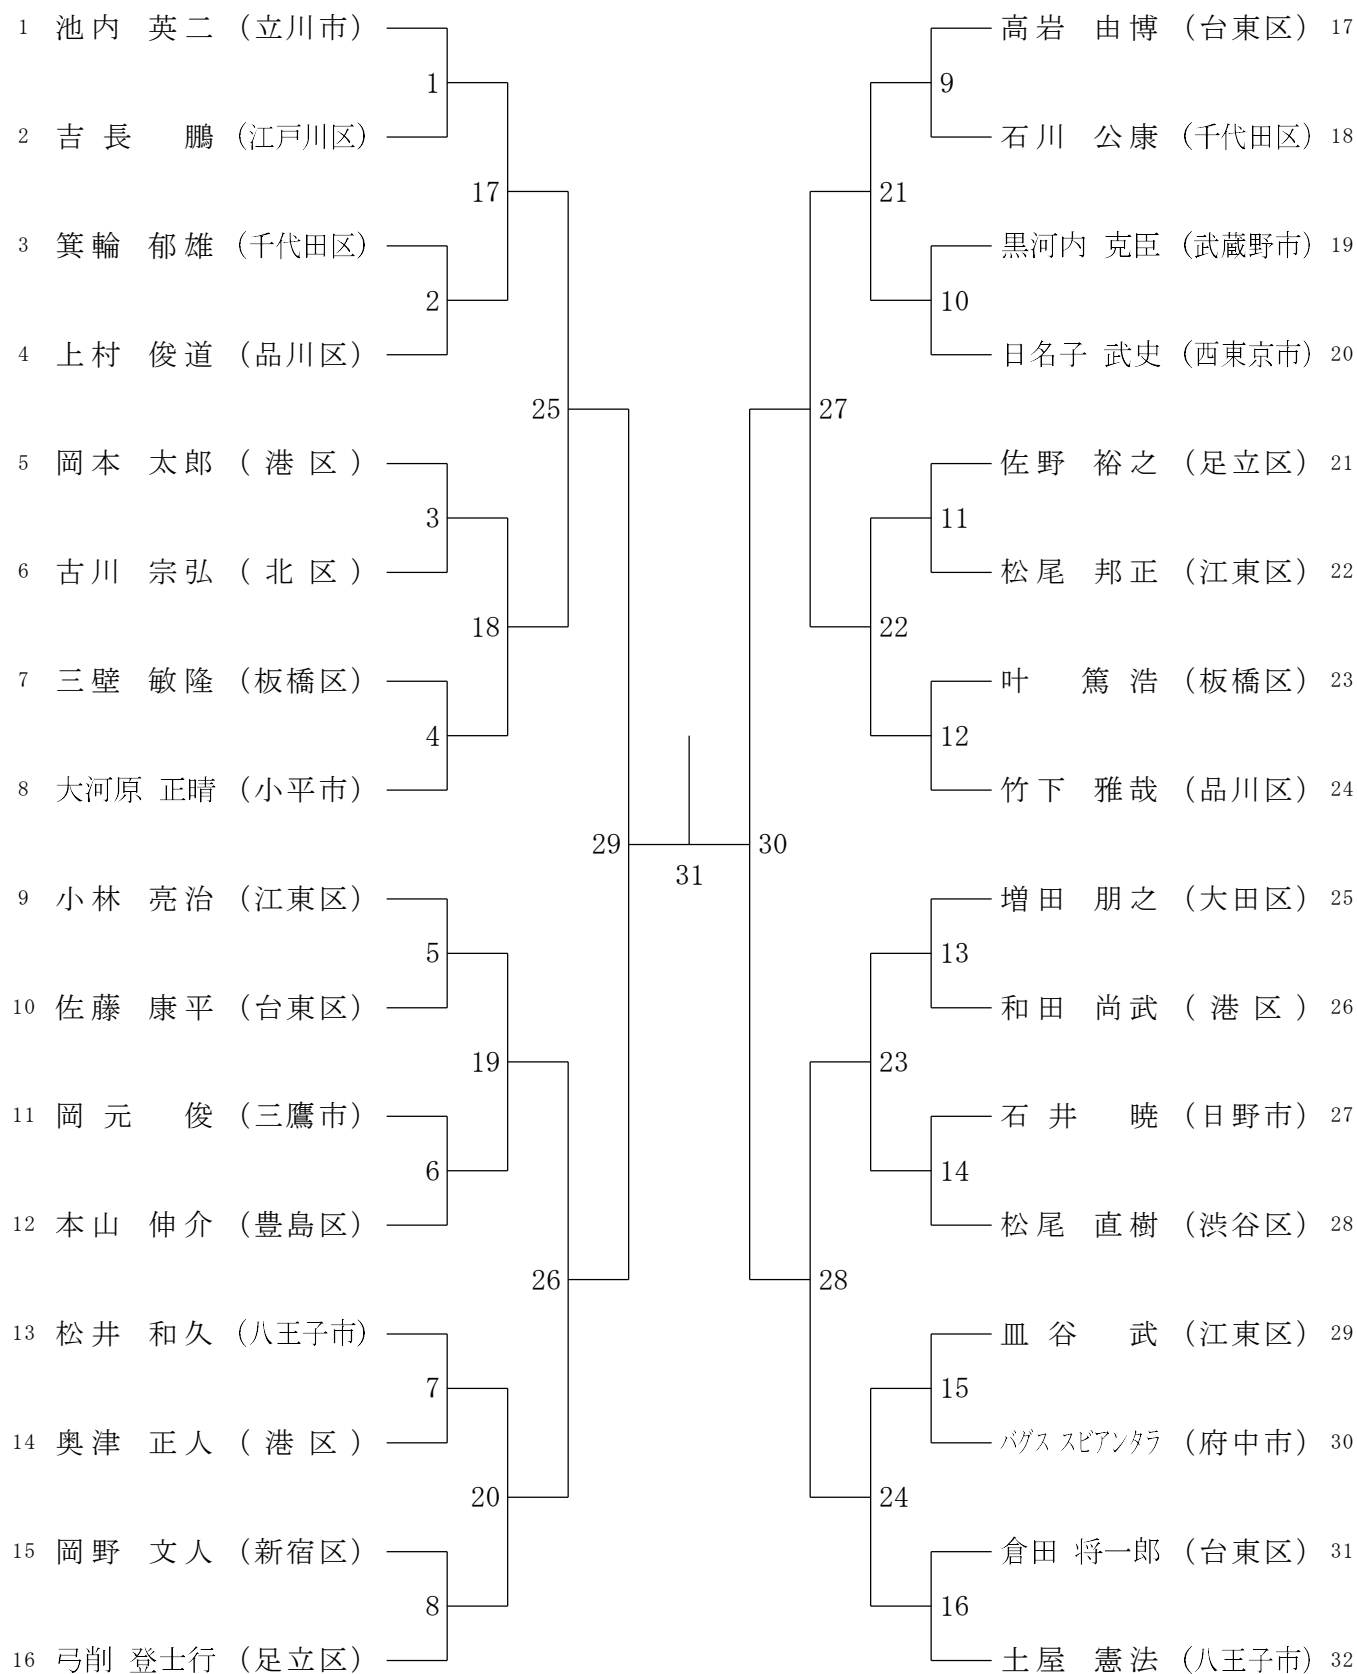 1 池内 英二 (立川市)
1
2 吉長 鵬 (江戸川区)
17
3 箕輪 郁雄 (千代田区)
2
4 上村 俊道 (品川区)
25
5 岡本 太郎 (港区)
3
6 古川 宗弘 (北区)
18
7 三壁 敏隆 (板橋区)
4
8 大河原 正晴 (小平市)
29
9 小林 亮治 (江東区)
5
10 佐藤 康平 (台東区)
19
11 岡元 俊 (三鷹市)
6
12 本山 伸介 (豊島区)
26
13 松井 和久 (八王子市)
7
14 奥津 正人 (港区)
20
15 岡野 文人 (新宿区)
8
16 弓削 登士行 (足立区)
31
高岩 由博 (台東区) 17
9
石川 公康 (千代田区) 18
21
黒河内 克臣 (武蔵野市) 19
10
日名子 武史 (西東京市) 20
27
佐野 裕之 (足立区) 21
11
松尾 邦正 (江東区) 22
22
叶 篤浩 (板橋区) 23
12
竹下 雅哉 (品川区) 24
30
増田 朋之 (大田区) 25
13
和田 尚武 (港区) 26
23
石井 暁 (日野市) 27
14
松尾 直樹 (渋谷区) 28
28
皿谷 武 (江東区) 29
15
バグス スビアンタラ (府中市) 30
24
倉田 将一郎 (台東区) 31
16
土屋 憲法 (八王子市) 32